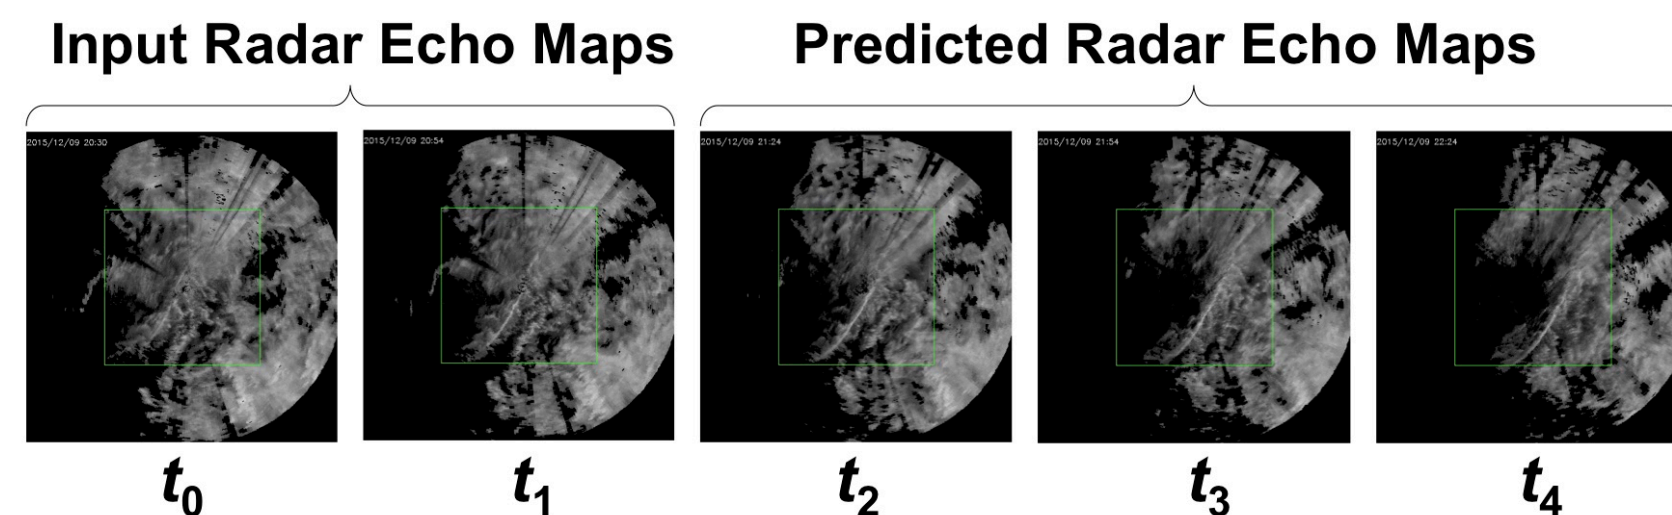 Input Radar Echo Maps
Predicted Radar Echo Maps
2015/12/09 20:30
2015/12/09 20:54
2015/12/09 21:24
2015/12/09 21:54
2015/12/09 22:24
t0
t1
t2
t3
t4